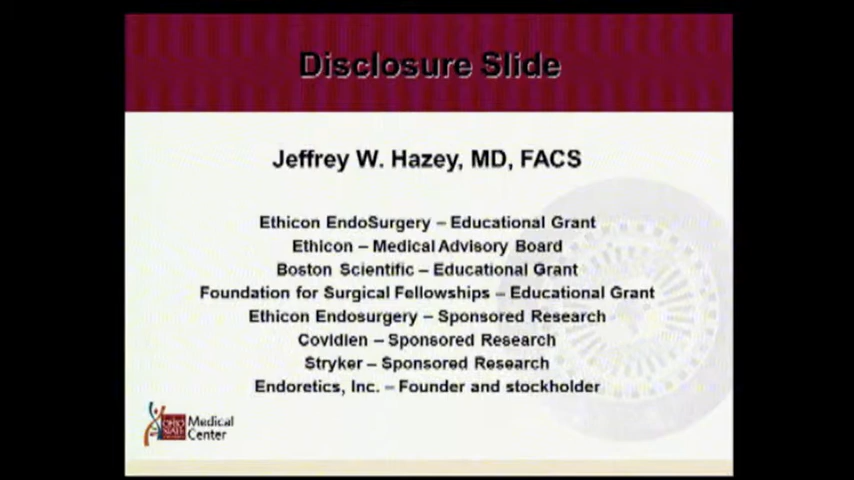 Disclosure Slide
Jeffrey W. Hazey, MD, FACS
Ethicon EndoSurgery – Educational Grant
Ethicon – Medical Advisory Board
Boston Scientific – Educational Grant
Foundation for Surgical Fellowships – Educational Grant
Ethicon Endosurgery – Sponsored Research
Covidien – Sponsored Research
Stryker – Sponsored Research
Endoretics, Inc. – Founder and stockholder
OHIO
STATE
Medical
Center